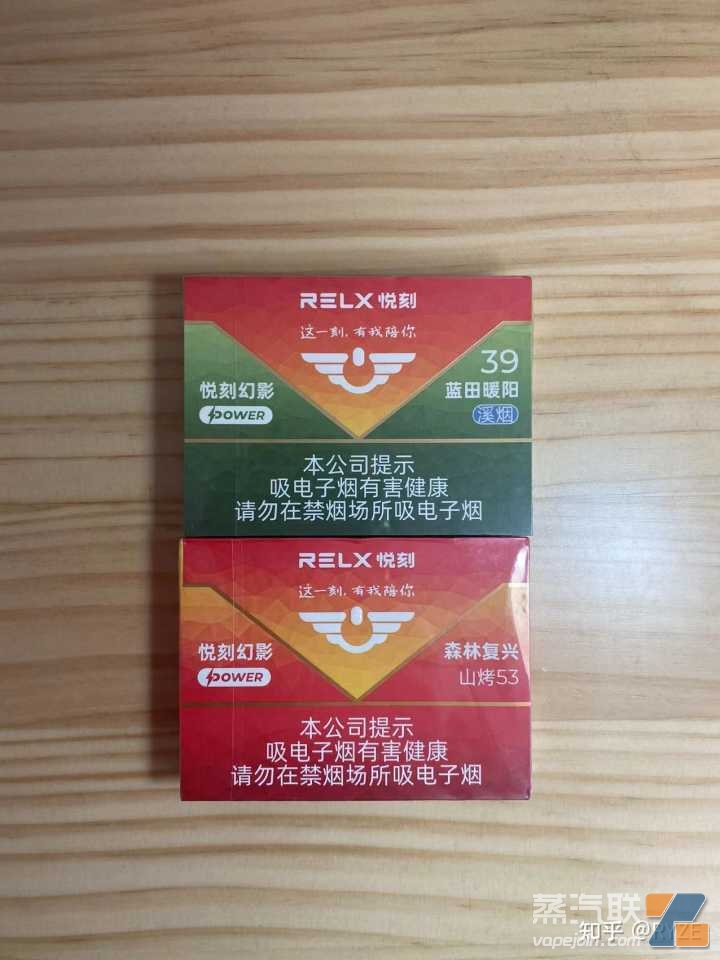 RELX悦刻
这一刻,有我陪你
39
悦刻幻影 蓝田暖阳
POWER 溪烟
本公司提示
吸电子烟有害健康
请勿在禁烟场所吸电子烟
RELX悦刻
这一刻,有我陪你
悦刻幻影 森林复兴
POWER 山烤53
本公司提示
吸电子烟有害健康
请勿在禁烟场所吸电子烟
蒸汽联
知乎 @RYZE
vapejoin.com